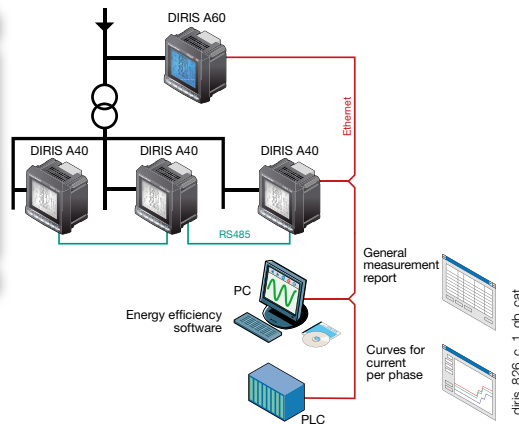 DIRIS A60
Ethernet
DIRIS A40
DIRIS A40
DIRIS A40
RS485
General
measurement
report
PC
Energy efficiency
software
Curves for
current
per phase
PLC
diris_826_c_1_gb_cat